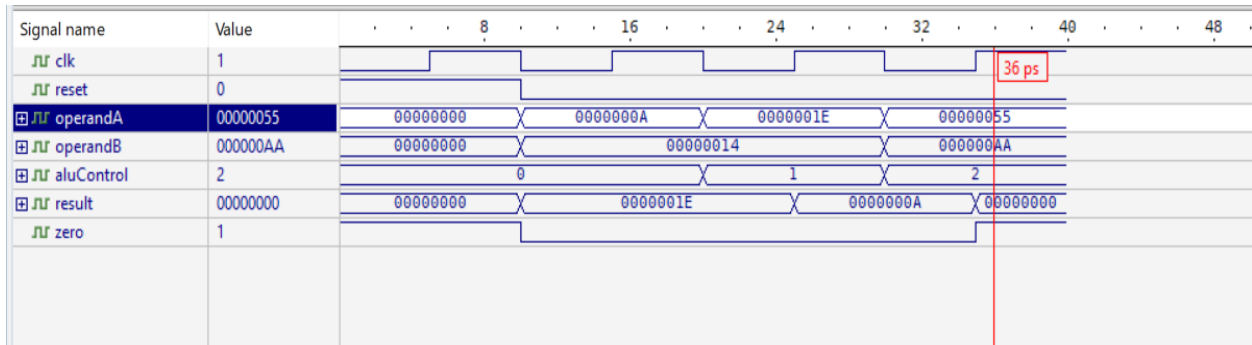 Signal name Value 8 16 24 32 40 48
clk 1 36 ps
reset 0
operandA 00000055 00000000 0000000A 0000001E 00000055
operandB 000000AA 00000000 00000014 000000AA
aluControl 2 0 1 2
result 00000000 00000000 0000001E 0000000A 00000000
zero 1